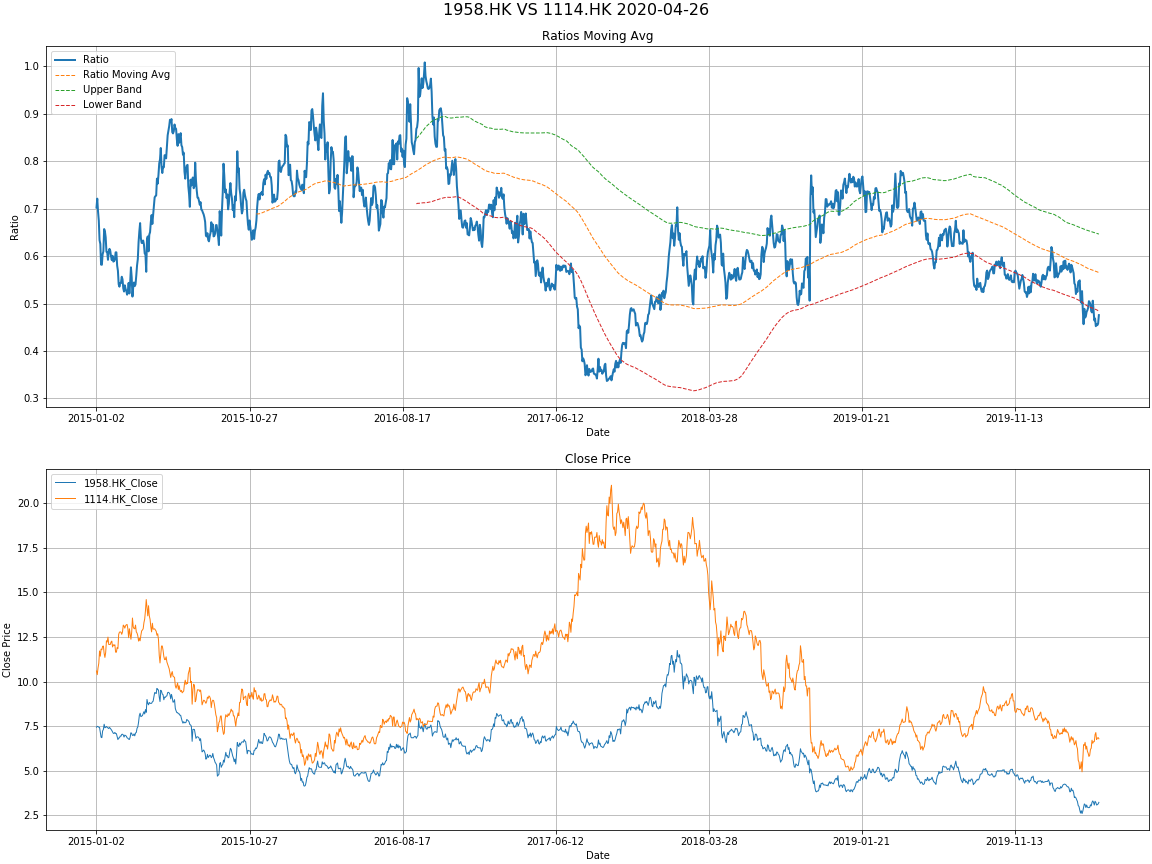 1958.HK VS 1114.HK 2020-04-26
Ratios Moving Avg
Ratio
Ratio Moving Avg
Upper Band
Lower Band
1.0
0.9
0.8
0.7
0.6
0.5
0.4
0.3
Ratio
2015-01-02 2015-10-27 2016-08-17 2017-06-12 2018-03-28 2019-01-21 2019-11-13
Date
Close Price
1958.HK_Close
1114.HK_Close
20.0
17.5
15.0
12.5
10.0
7.5
5.0
2.5
Close Price
2015-01-02 2015-10-27 2016-08-17 2017-06-12 2018-03-28 2019-01-21 2019-11-13
Date